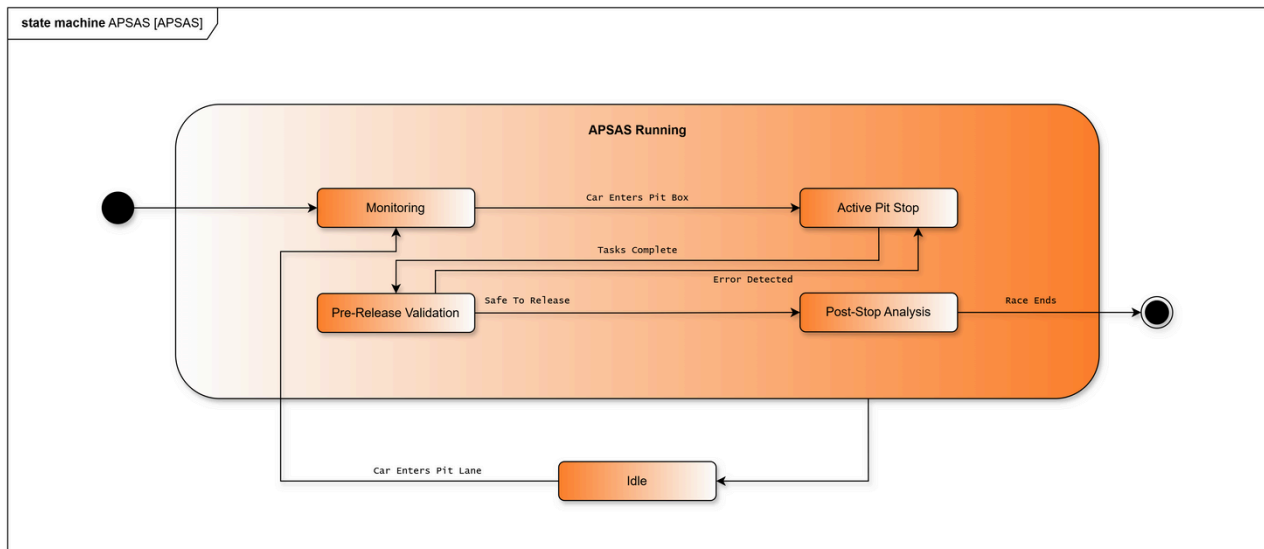 state machine APSAS [APSAS]
APSAS Running
Monitoring
Car Enters Pit Box
Active Pit Stop
Tasks Complete
Error Detected
Pre-Release Validation
Safe To Release
Post-Stop Analysis
Race Ends
Car Enters Pit Lane
Idle